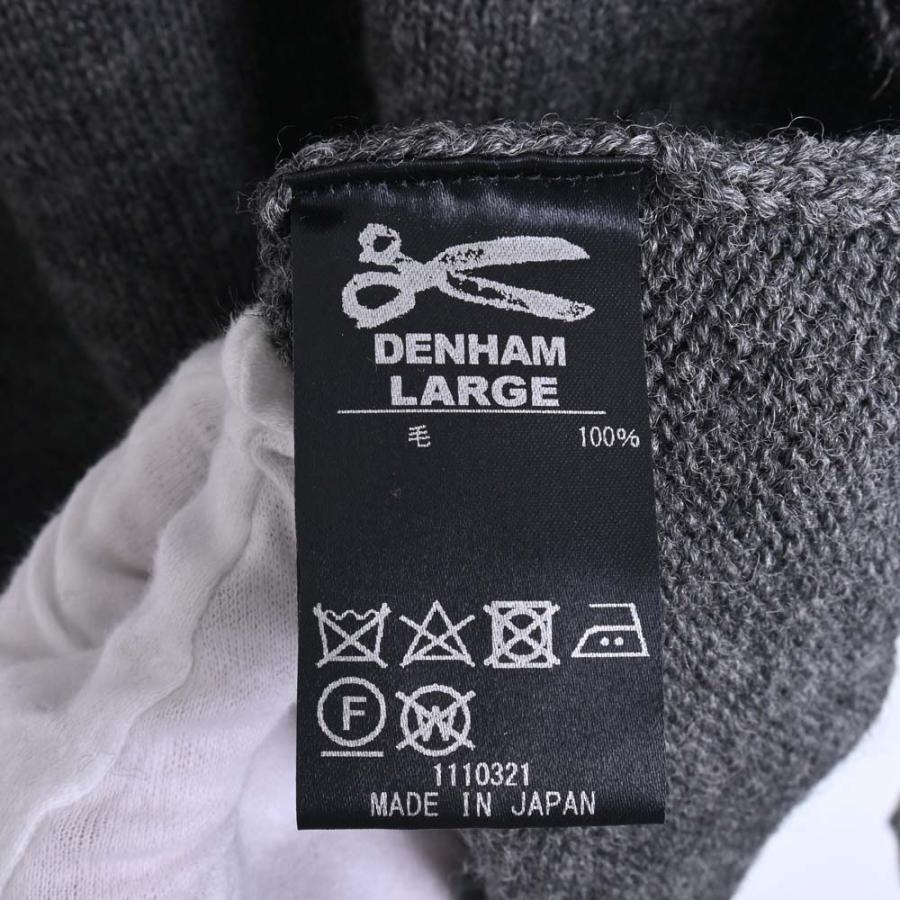 DENHAM
LARGE
毛 100%
F
W
1110321
MADE IN JAPAN